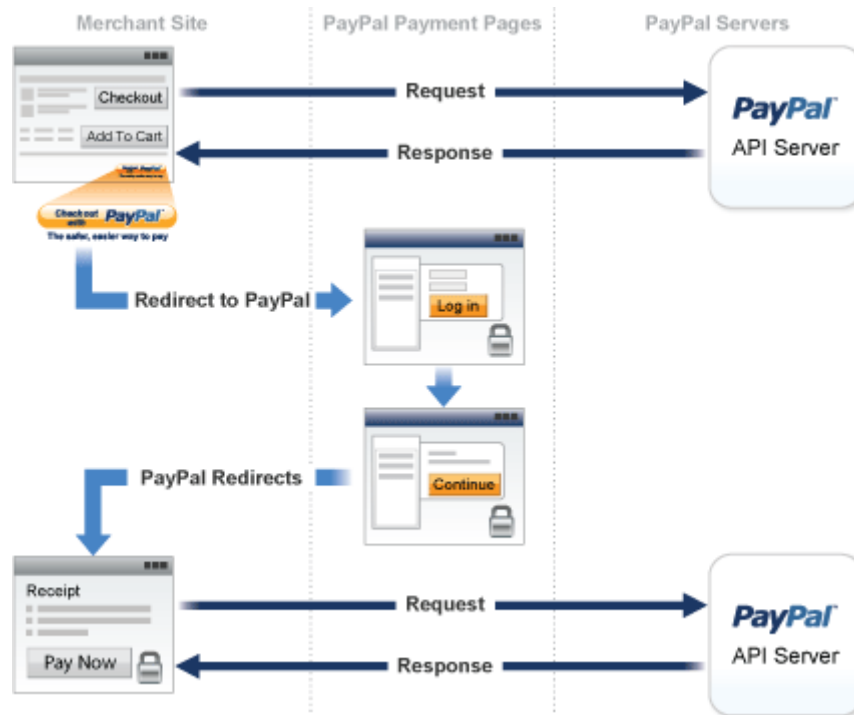 Merchant Site
PayPal Payment Pages
PayPal Servers
Checkout
Add To Cart
Request
Response
PayPal
API Server
Checkout
with
PayPal
The safer, easier way to pay
Redirect to PayPal
Log in
Continue
PayPal Redirects
Receipt
Pay Now
Request
Response
PayPal
API Server